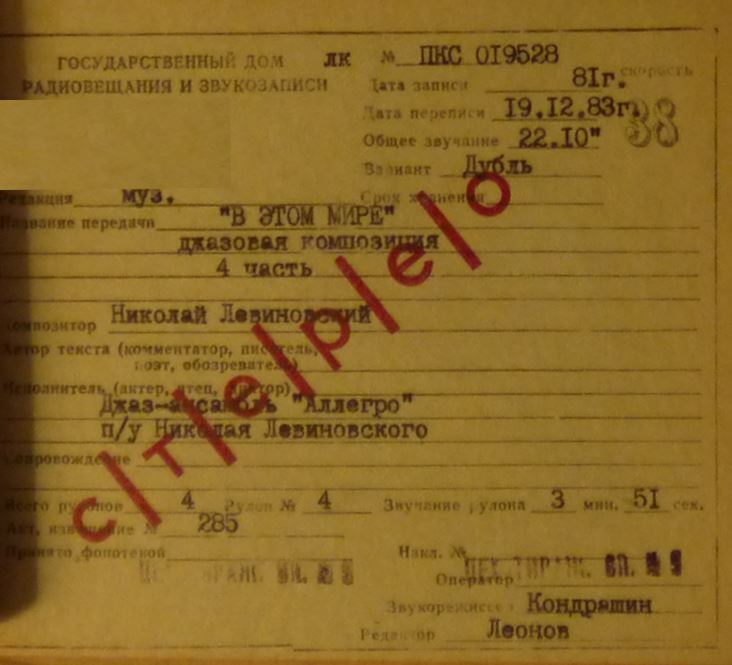 ГОСУДАРСТВЕННЫЙ ДОМ ЛК № ПКС 019528
РАДИОВЕЩАНИЯ И ЗВУКОЗАПИСИ
скорость
38
Дата записи 81г.
Дата переписи 19.12.83г.
Общее звучание 22.10"
Вариант Дубль
Редакция муз. Срок хранения
Название передачи "В ЭТОМ МИРЕ"
джазовая композиция
4 часть
Композитор Николай Левиновский
Автор текста (комментатор, писатель,
поэт, обозреватель)
Исполнитель (актер, чтец, диктор)
Джаз-ансамбль "Аллегро"
п/у Николая Левиновского
Сопровождение
с|т|е|р|е|о
Всего рулонов 4 Рулон № 4 Звучание рулона 3 мин. 51 сек.
Акт, извещение № 285
Принято фонотекой Накл. №
Оператор
Звукорежиссер Кондрашин
Редактор Леонов